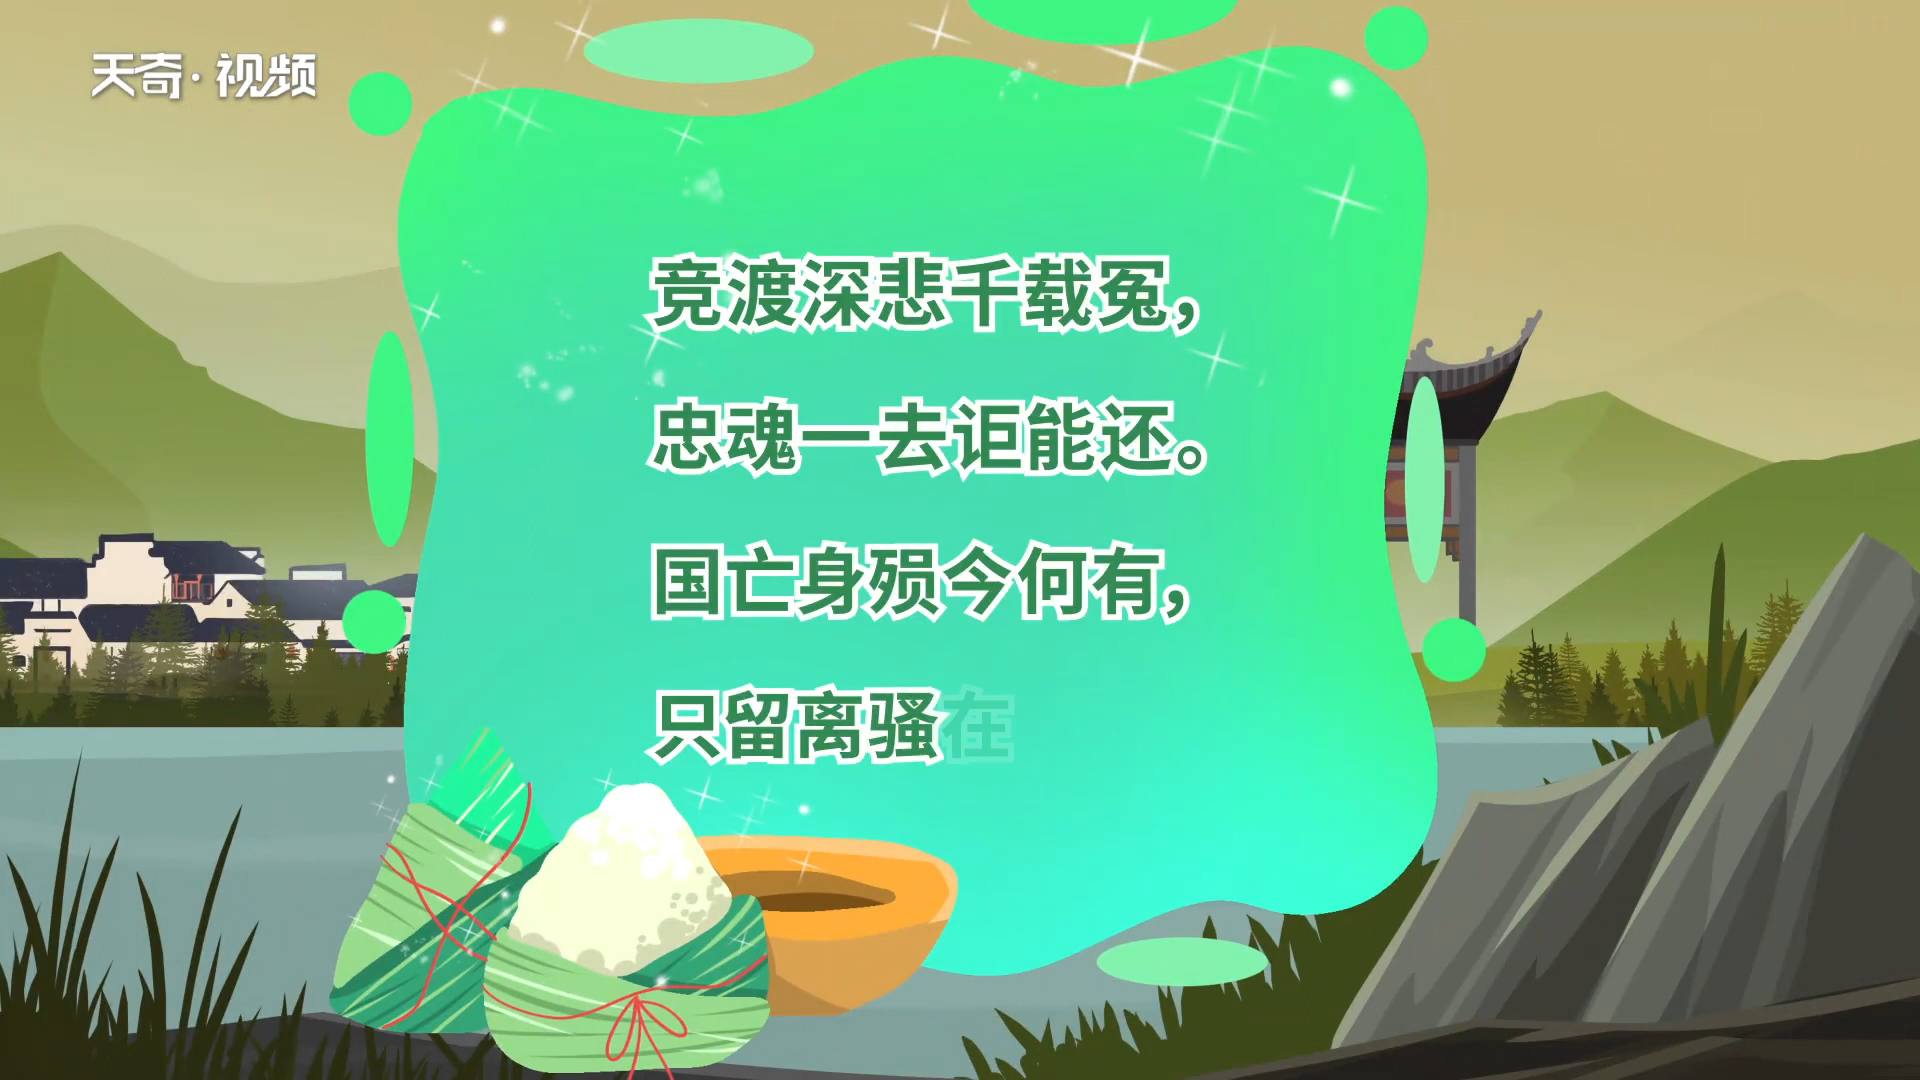 天奇·视频
竞渡深悲千载冤，
忠魂一去讵能还。
国亡身殒今何有，
只留离骚在